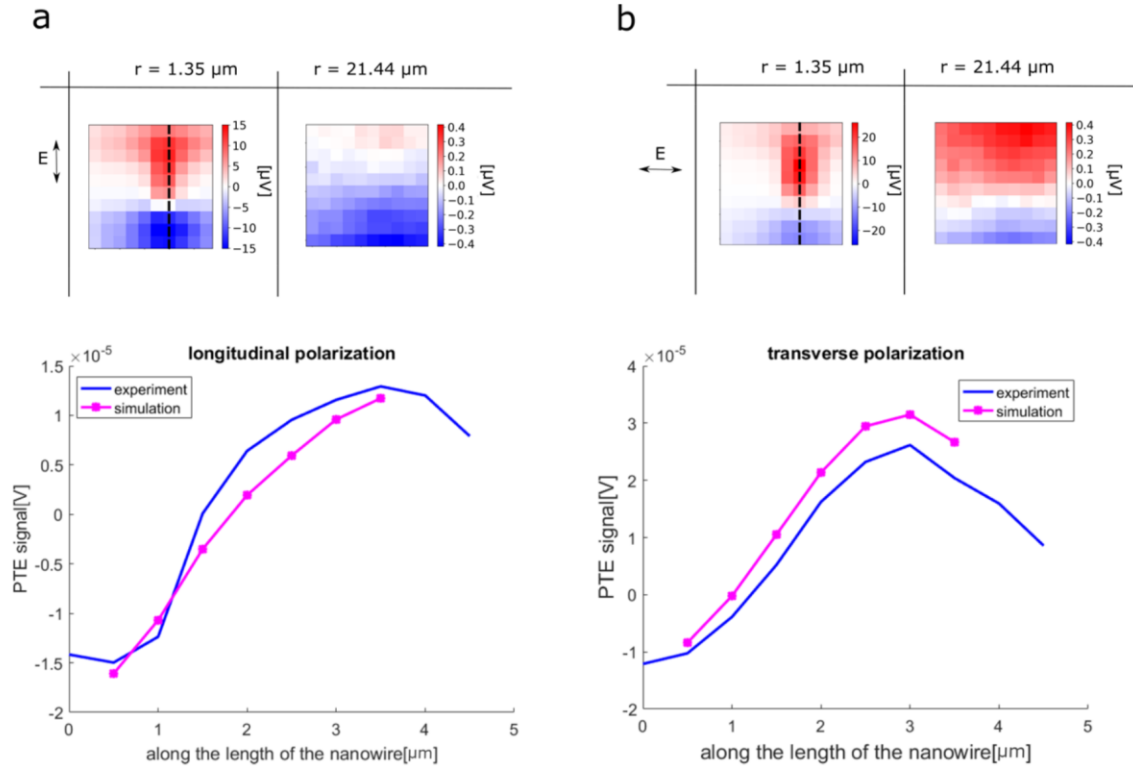 a
r = 1.35 μm
r = 21.44 μm
E
15
10
5
0
−5
−10
−15
[μV]
0.4
0.3
0.2
0.1
0.0
−0.1
−0.2
−0.3
−0.4
[μV]
×10⁻⁵
longitudinal polarization
experiment
simulation
1.5
1
0.5
0
-0.5
-1
-1.5
-2
PTE signal[V]
0
1
2
3
4
5
along the length of the nanowire[μm]
b
r = 1.35 μm
r = 21.44 μm
E
20
10
0
−10
−20
[μV]
0.4
0.3
0.2
0.1
0.0
−0.1
−0.2
−0.3
−0.4
[μV]
×10⁻⁵
transverse polarization
experiment
simulation
4
3
2
1
0
-1
-2
PTE signal[V]
0
1
2
3
4
5
along the length of the nanowire[μm]